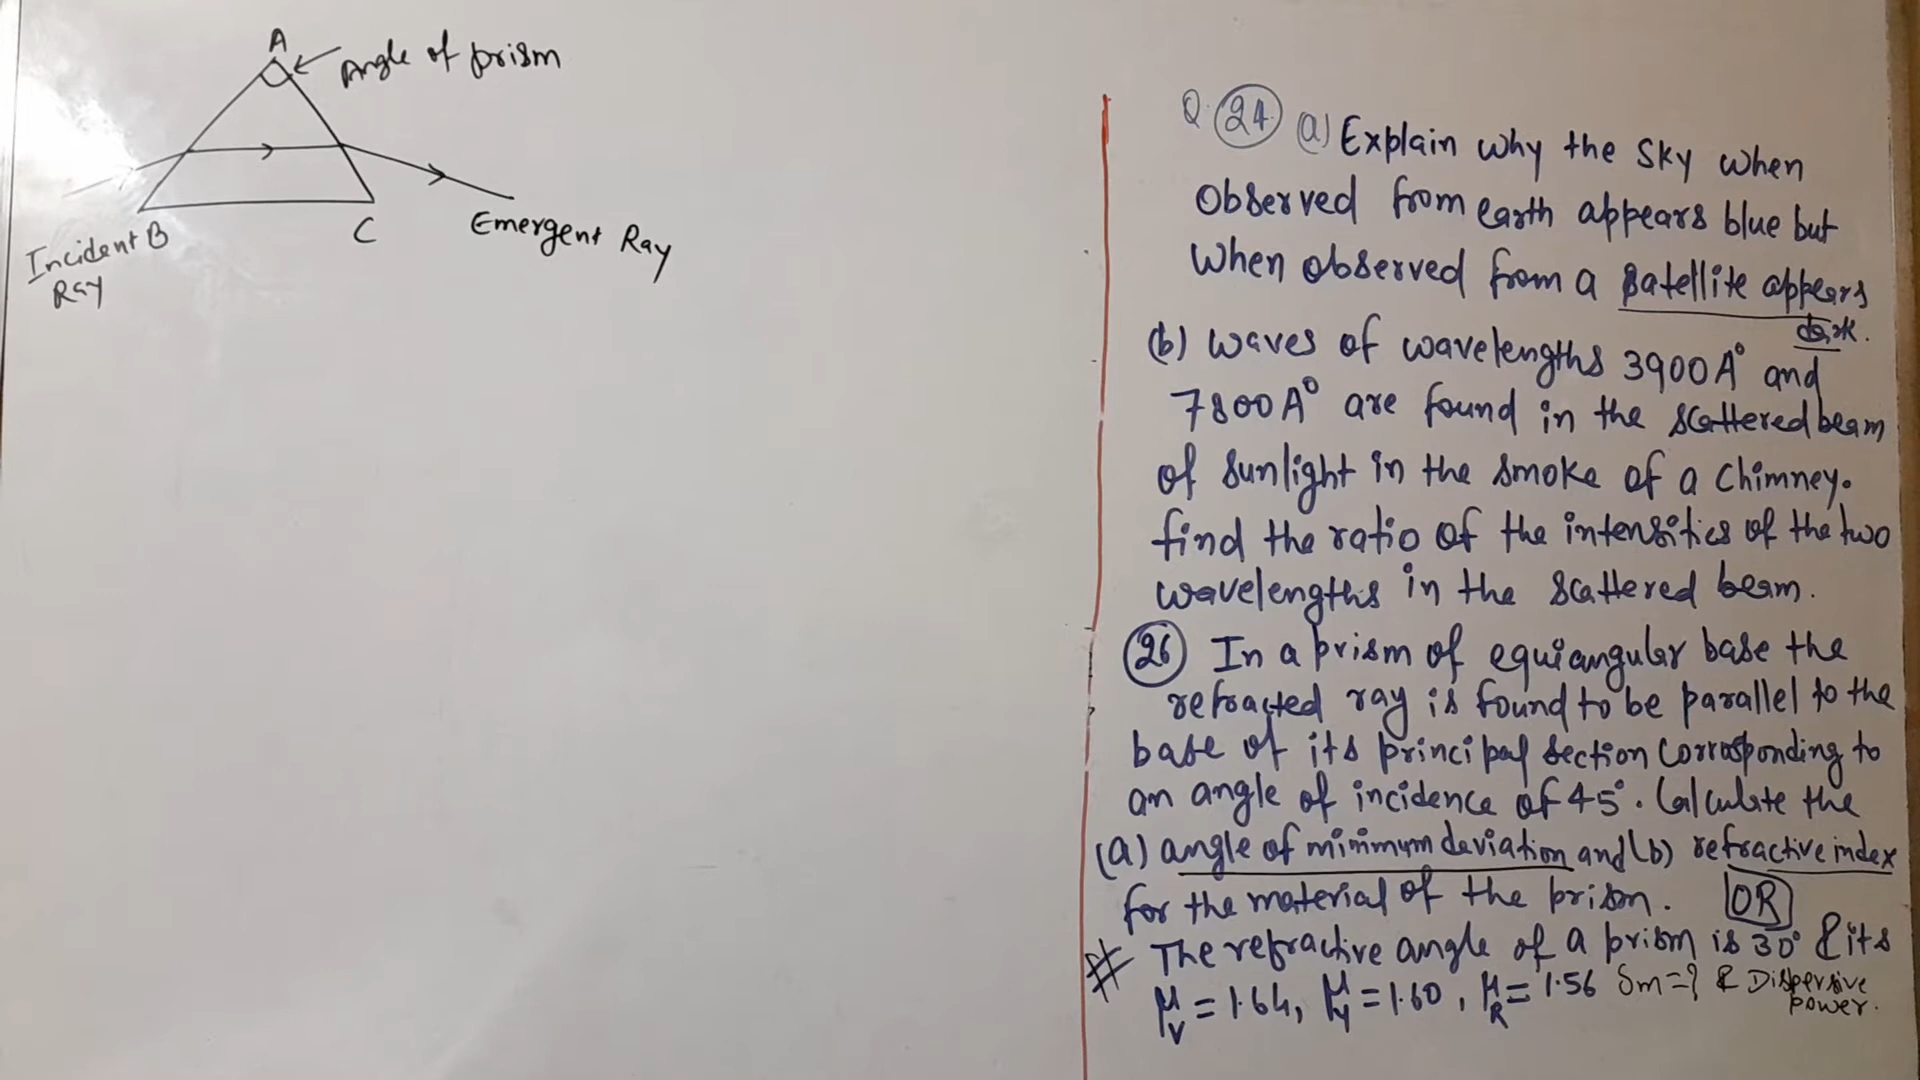 A
Angle of prism
B
C
Incident
Ray
Emergent Ray
Q. 24 (a) Explain why the sky when
Observed from earth appears blue but
when observed from a satellite appears
dark.
(b) waves of wavelengths 3900 A° and
7800 A° are found in the scattered beam
of sunlight in the smoke of a chimney.
find the ratio of the intensities of the two
wavelengths in the scattered beam.
26 In a prism of equiangular base the
refracted ray is found to be parallel to the
base of its principal section corrosponding to
an angle of incidence of 45°. Calculate the
(a) angle of minimum deviation and (b) refractive index
for the material of the prism. OR
# The refractive angle of a prism is 30° & its
μV = 1.64, μY = 1.60, μR = 1.56 δm = ? & Dispersive
power.